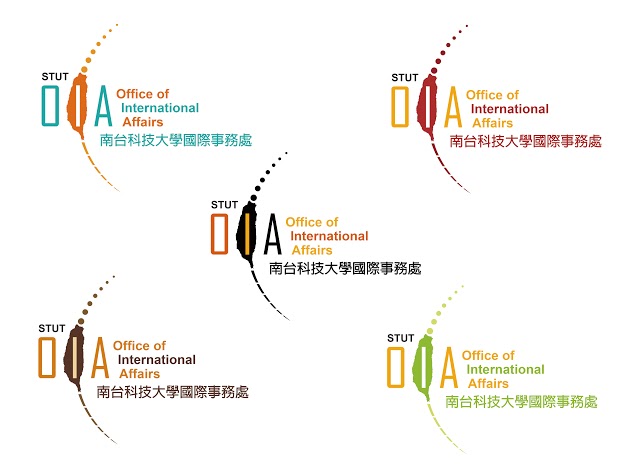 STUT
OIA
Office of
International
Affairs
南台科技大學國際事務處
STUT
OIA
Office of
International
Affairs
南台科技大學國際事務處
STUT
OIA
Office of
International
Affairs
南台科技大學國際事務處
STUT
OIA
Office of
International
Affairs
南台科技大學國際事務處
STUT
OIA
Office of
International
Affairs
南台科技大學國際事務處